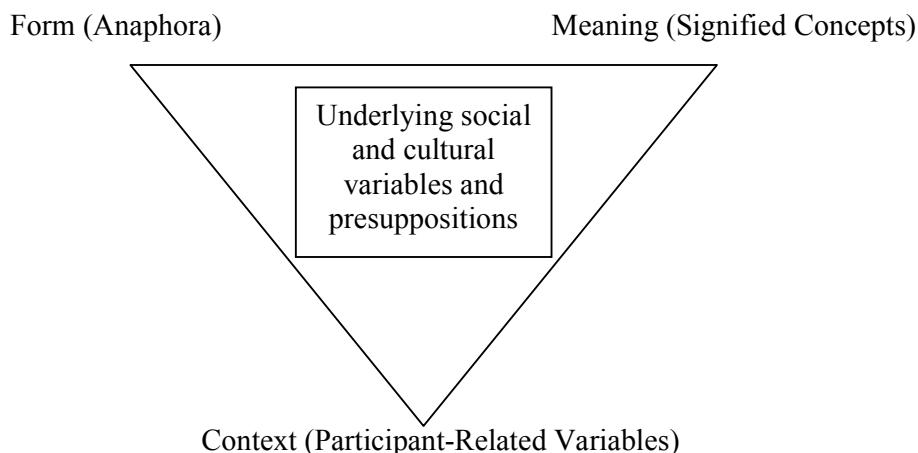 Form (Anaphora) Meaning (Signified Concepts)
Underlying social
and cultural
variables and
presuppositions
Context (Participant-Related Variables)